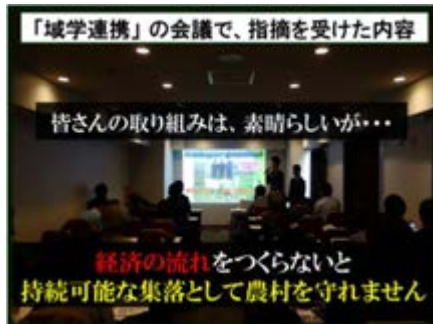 「域学連携」の会議で、指摘を受けた内容
皆さんの取り組みは、素晴らしいが・・・
経済の流れをつくらないと
持続可能な集落として農村を守れません